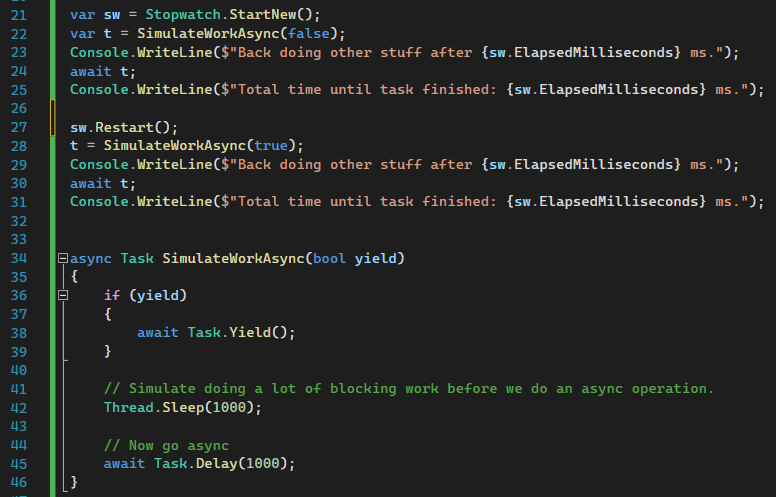 21 var sw = Stopwatch.StartNew();
22 var t = SimulateWorkAsync(false);
23 Console.WriteLine($"Back doing other stuff after {sw.ElapsedMilliseconds} ms.");
24 await t;
25 Console.WriteLine($"Total time until task finished: {sw.ElapsedMilliseconds} ms.");
26
27 sw.Restart();
28 t = SimulateWorkAsync(true);
29 Console.WriteLine($"Back doing other stuff after {sw.ElapsedMilliseconds} ms.");
30 await t;
31 Console.WriteLine($"Total time until task finished: {sw.ElapsedMilliseconds} ms.");
32
33
34 async Task SimulateWorkAsync(bool yield)
35 {
36     if (yield)
37     {
38         await Task.Yield();
39     }
40
41     // Simulate doing a lot of blocking work before we do an async operation.
42     Thread.Sleep(1000);
43
44     // Now go async
45     await Task.Delay(1000);
46 }